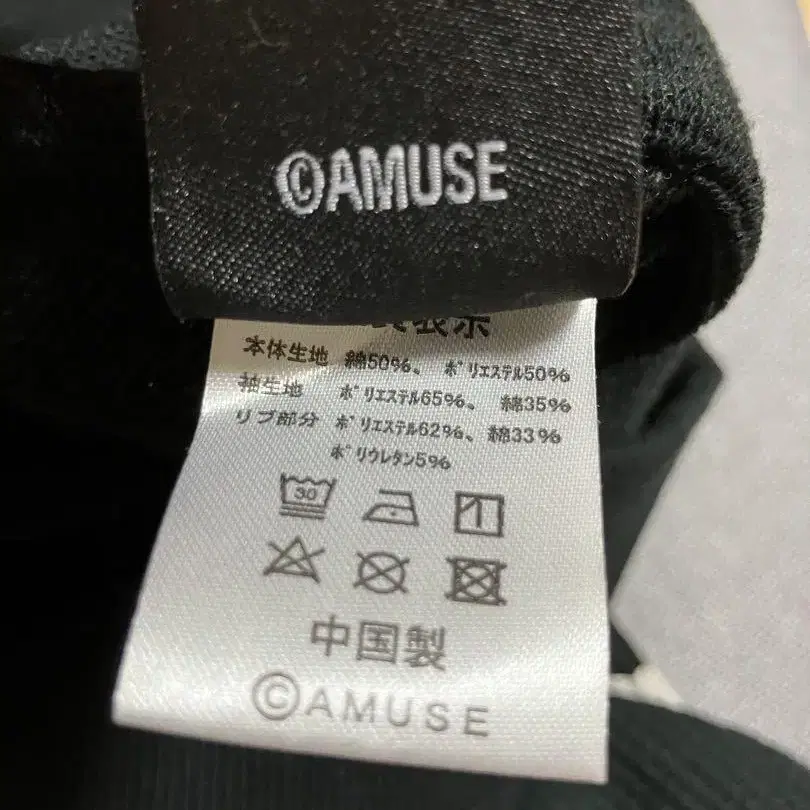 ©AMUSE
本体生地 綿50%、 ポリエステル50%
袖生地 ポリエステル65%、 綿35%
リブ部分 ポリエステル62%、綿33%
ポリウレタン5%
30
中国製
©AMUSE